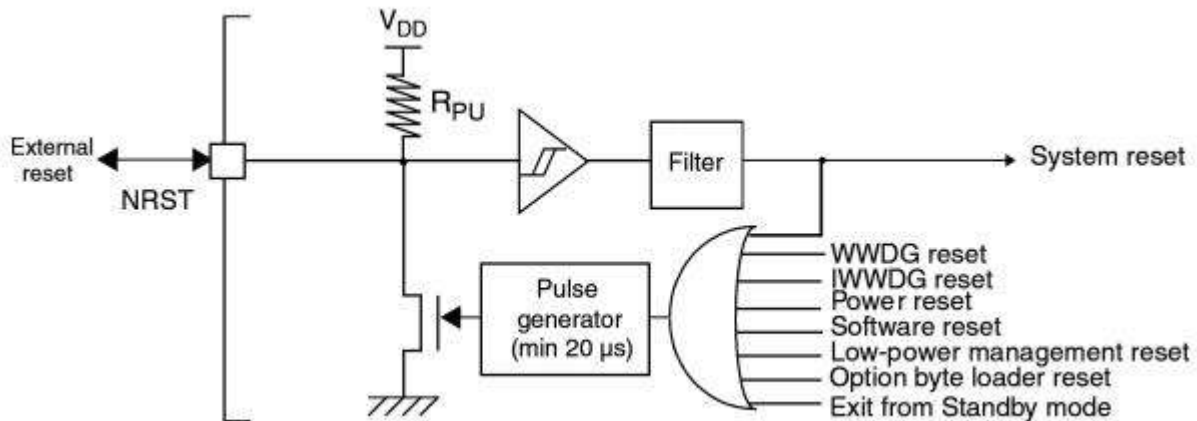 VDD
RPU
External
reset
NRST
Filter
System reset
WWDG reset
IWWDG reset
Power reset
Software reset
Low-power management reset
Option byte loader reset
Exit from Standby mode
Pulse
generator
(min 20 µs)